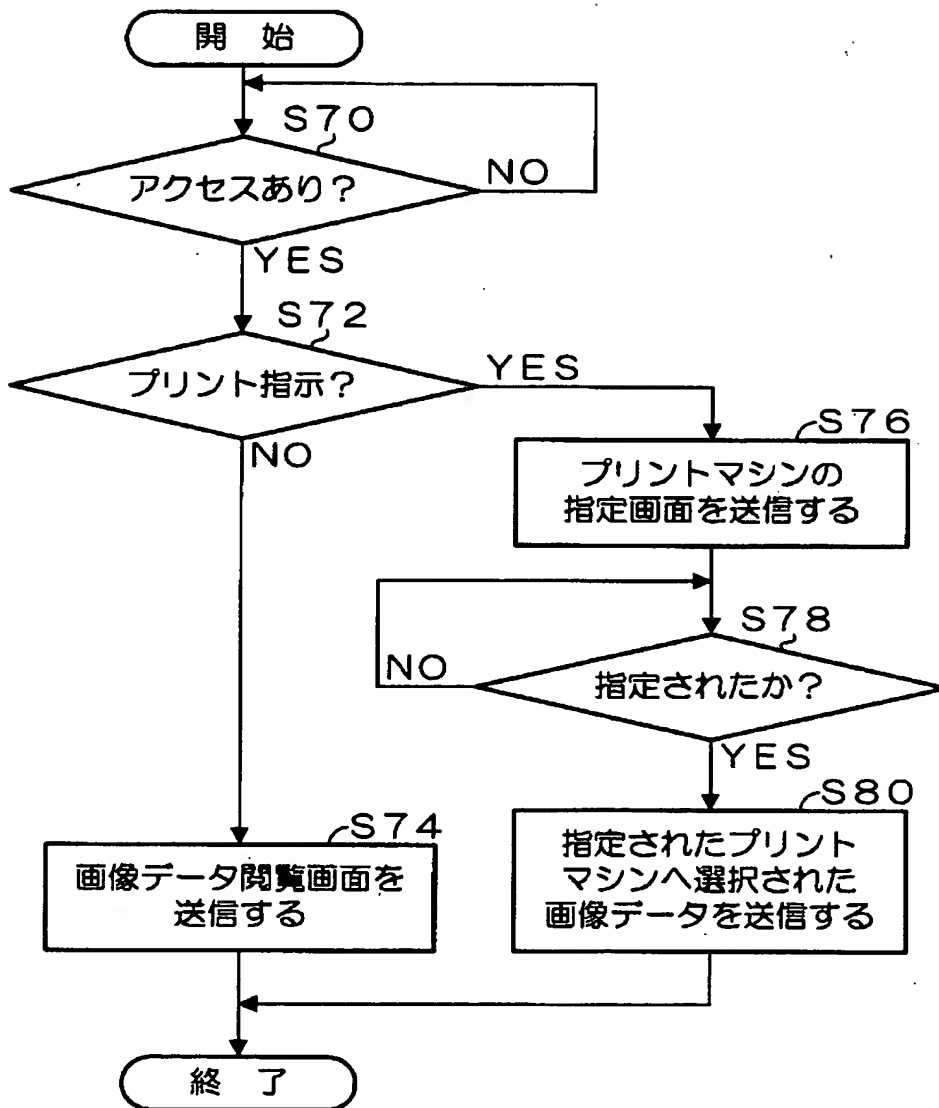 開 始
S70
アクセスあり？
NO
YES
S72
プリント指示？
YES
NO
S76
プリントマシンの
指定画面を送信する
S78
NO
指定されたか？
YES
S74
画像データ閲覧画面を
送信する
S80
指定されたプリント
マシンへ選択された
画像データを送信する
終 了